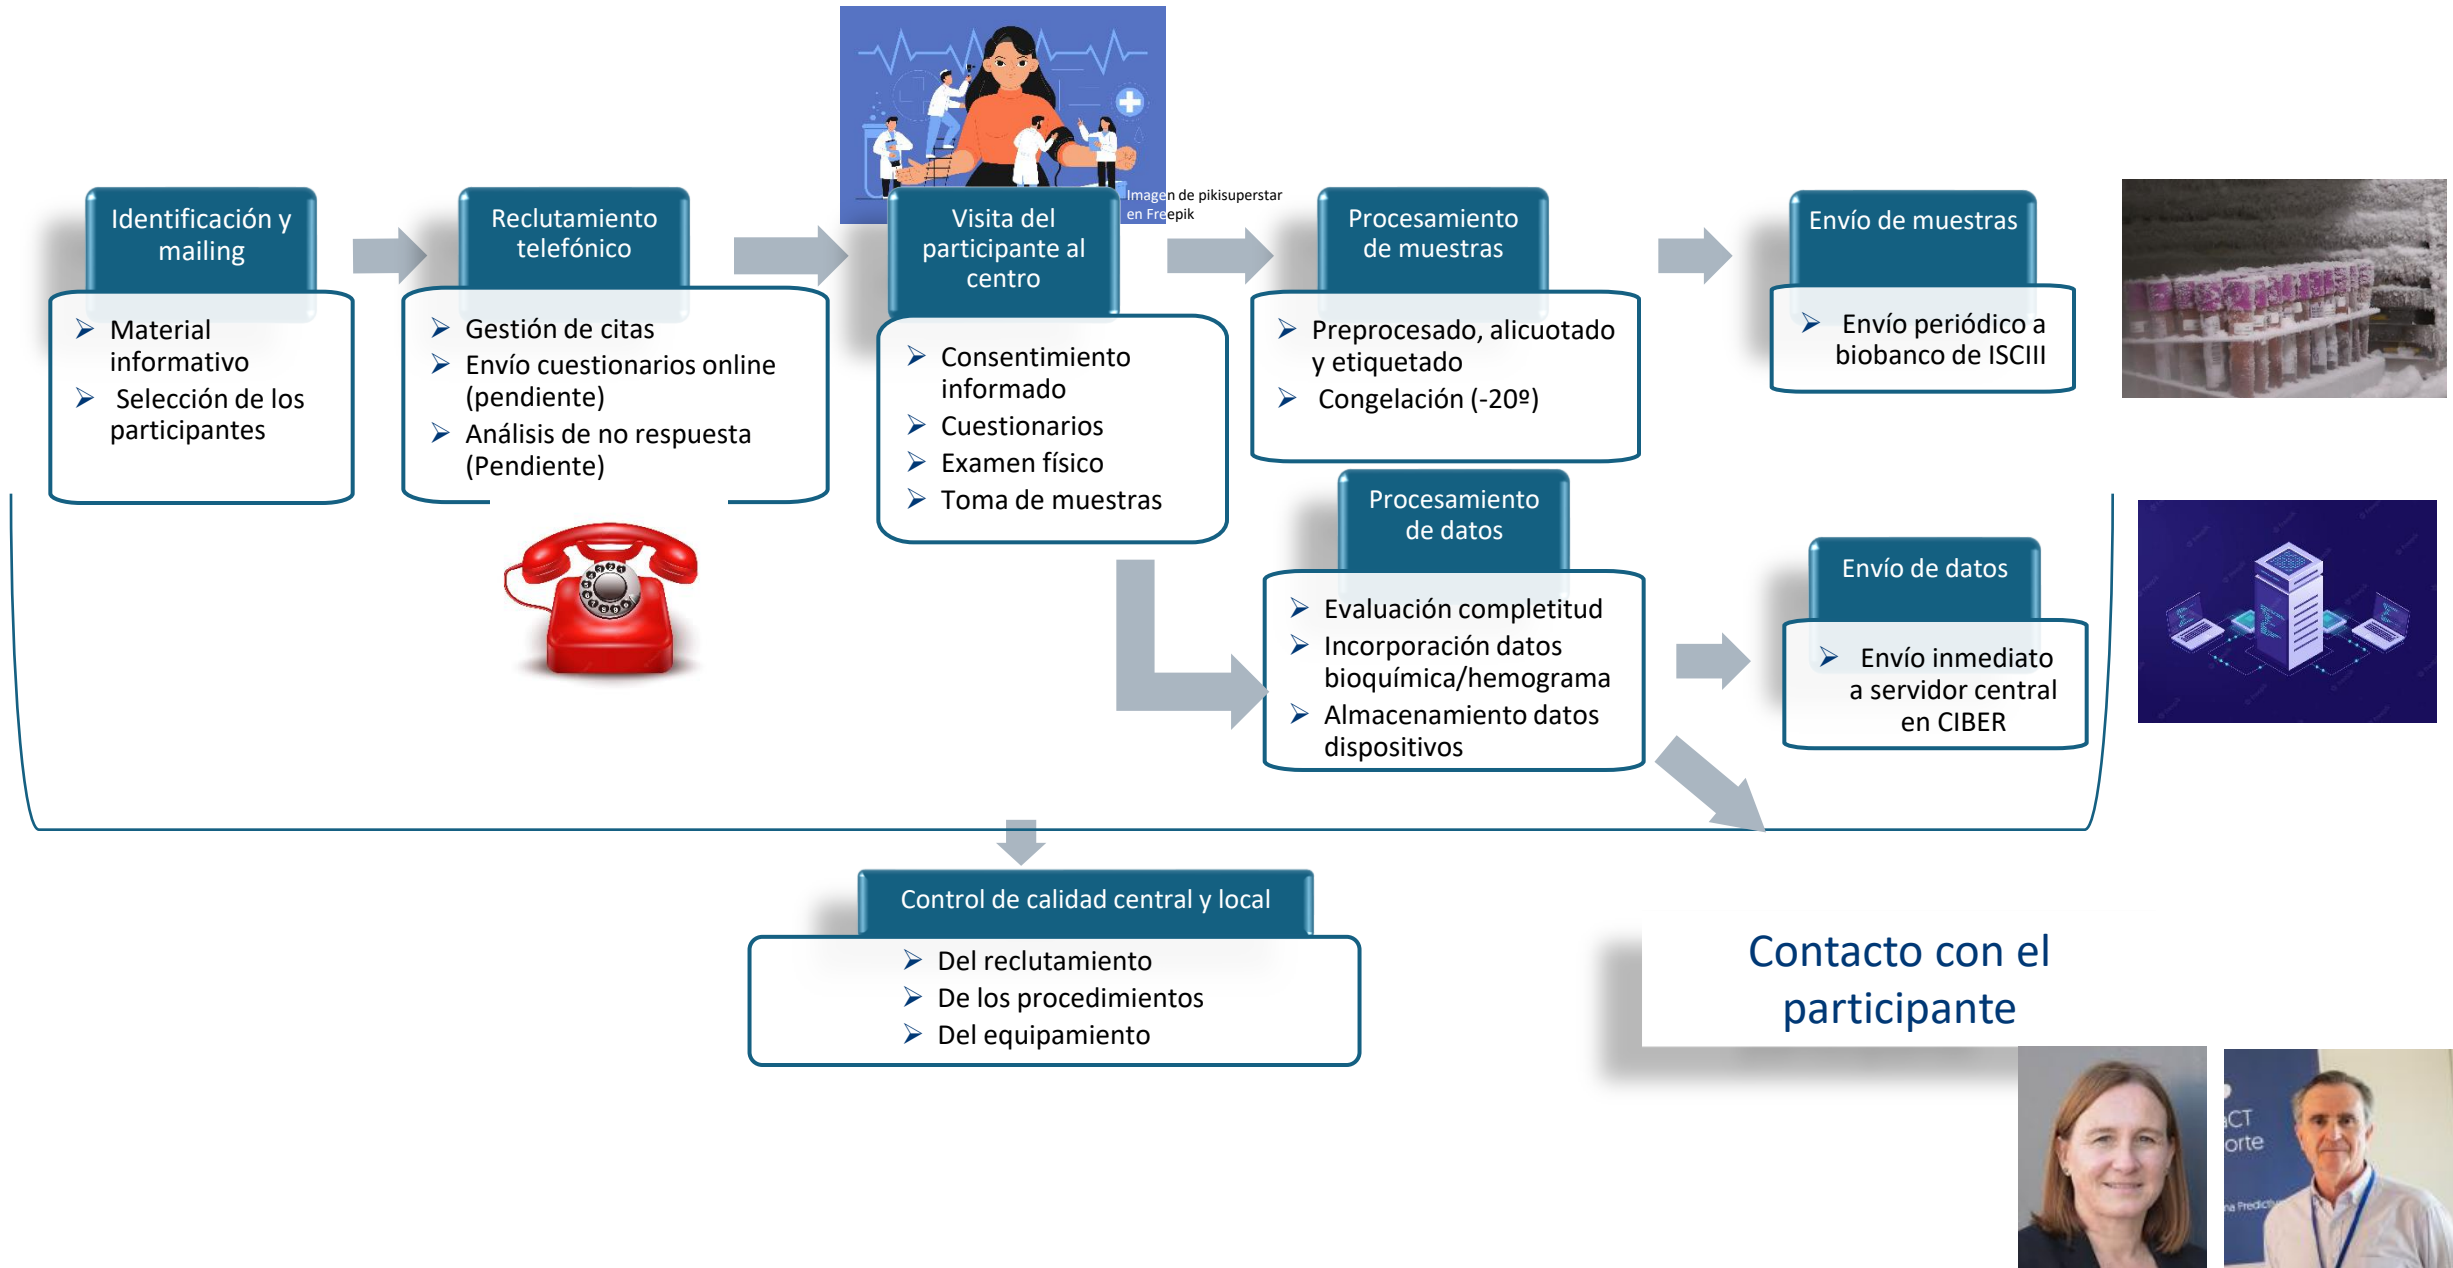 Identificación y
mailing
Material
informativo
Selección de los
participantes
Reclutamiento
telefónico
Gestión de citas
Envío cuestionarios online
(pendiente)
Análisis de no respuesta
(Pendiente)
Imagen de pikisuperstar
en Freepik
Visita del
participante al
centro
Consentimiento
informado
Cuestionarios
Examen físico
Toma de muestras
Procesamiento
de muestras
Preprocesado, alicuotado
y etiquetado
Congelación (-20º)
Envío de muestras
Envío periódico a
biobanco de ISCIII
Procesamiento
de datos
Evaluación completitud
Incorporación datos
bioquímica/hemograma
Almacenamiento datos
dispositivos
Envío de datos
Envío inmediato
a servidor central
en CIBER
Control de calidad central y local
Del reclutamiento
De los procedimientos
Del equipamiento
Contacto con el
participante
aCT
orte
na Predictiv